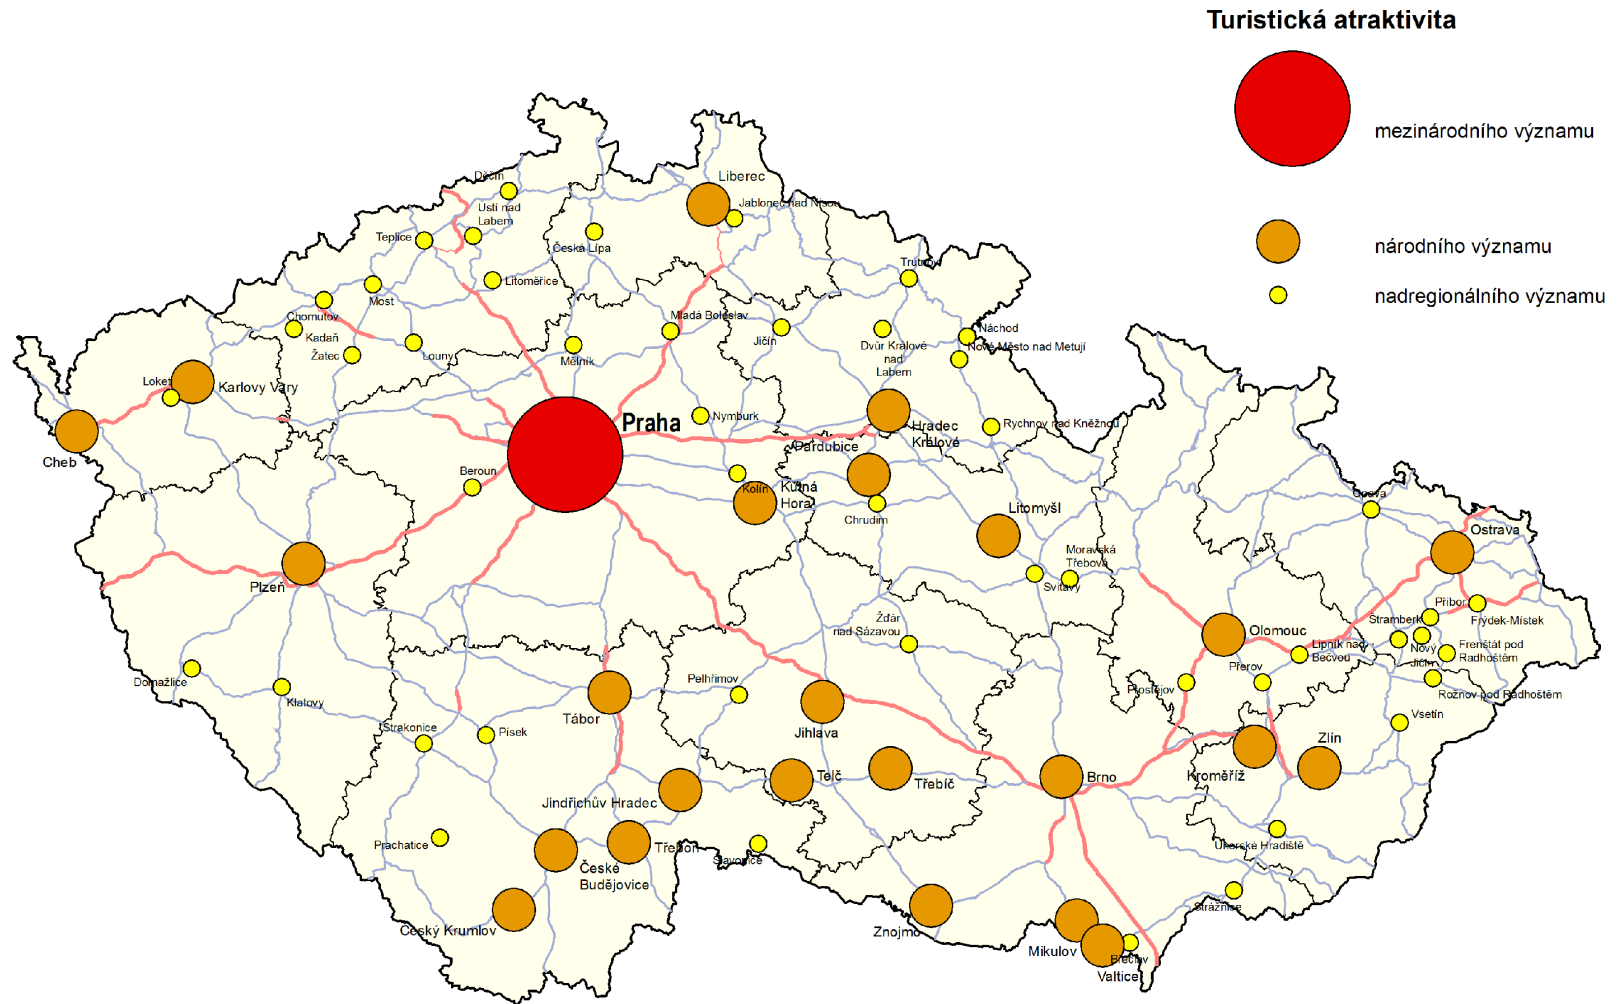 Turistická atraktivita
mezinárodního významu
národního významu
nadregionálního významu
Děčín
Liberec
Ústí nad
Labem
Jablonec nad Nisou
Teplice
Česká Lípa
Trutnov
Litoměřice
Most
Chomutov
Mladá Boleslav
Náchod
Kadaň
Jičín
Dvůr Králové
nad
Labem
Nové Město nad Metují
Žatec
Louny
Mělník
Loket
Karlovy Vary
Praha
Nymburk
Hradec
Králové
Rychnov nad Kněžnou
Pardubice
Cheb
Beroun
Kolín
Kutná
Hora
Chrudim
Litomyšl
Opava
Ostrava
Moravská
Třebová
Svitavy
Plzeň
Příbor
Frýdek-Místek
Štramberk
Žďár
nad Sázavou
Olomouc
Lipník nad
Bečvou
Nový
Jičín
Frenštát pod
Radhoštěm
Přerov
Domažlice
Klatovy
Pelhřimov
Prostějov
Rožnov pod Radhoštěm
Tábor
Vsetín
Strakonice
Písek
Jihlava
Zlín
Kroměříž
Telč
Třebíč
Brno
Jindřichův Hradec
Prachatice
Třeboň
Slavonice
Uherské Hradiště
České
Budějovice
Strážnice
Český Krumlov
Znojmo
Mikulov
Břeclav
Valtice